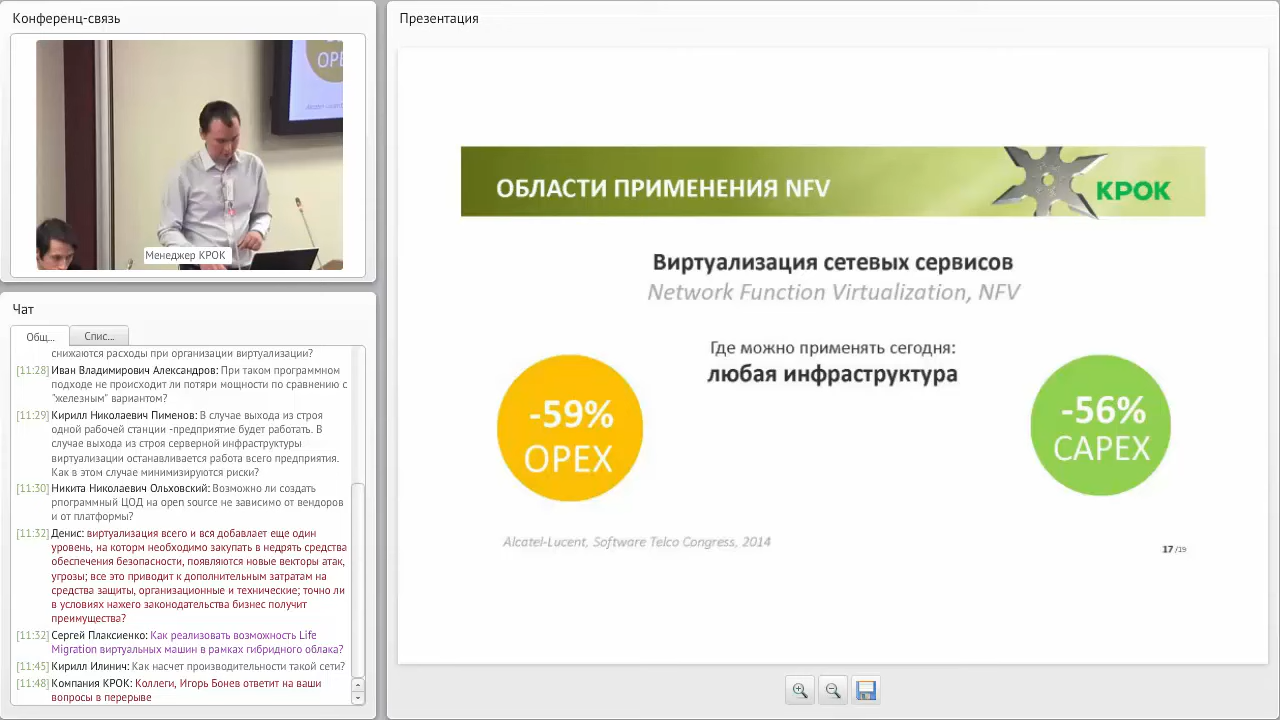 Конференц-связь
ОРЕ
Менеджер КРОК
Чат
Общ...
Спис...
снижаются расходы при организации виртуализации?
[11:28] Иван Владимирович Александров: При таком программном
подходе не происходит ли потяри мощности по сравнению с
"железным" вариантом?
[11:29] Кирилл Николаевич Пименов: В случае выхода из строя
одной рабочей станции -предприятие будет работать. В
случае выхода из строя серверной инфраструктуры
виртуализации останавливается работа всего предприятия.
Как в этом случае минимизируются риски?
[11:30] Никита Николаевич Ольховский: Возможно ли создать
рпограммный ЦОД на open source не зависимо от вендоров
и от платформы?
[11:32] Денис: виртуализация всего и вся добавлает еще один
уровень, на которм необходимо закупать в недрять средства
обеспечения безопасности, появляются новые векторы атак,
угрозы; все это приводит к дополнительным затратам на
средства защиты, организационные и технические; точно ли
в условиях нажего законодательства бизнес получит
преимущества?
[11:32] Сергей Плаксиенко: Как реализовать возможность Life
Migration виртуальных машин в рамках гибридного облака?
[11:45] Кирилл Илинич: Как насчет производительности такой сети?
[11:48] Компания КРОК: Коллеги, Игорь Бонев ответит на ваши
вопросы в перерыве
Презентация
ОБЛАСТИ ПРИМЕНЕНИЯ NFV
КРОК
Виртуализация сетевых сервисов
Network Function Virtualization, NFV
Где можно применять сегодня:
любая инфраструктура
-59%
OPEX
-56%
CAPEX
Alcatel-Lucent, Software Telco Congress, 2014
17 /19